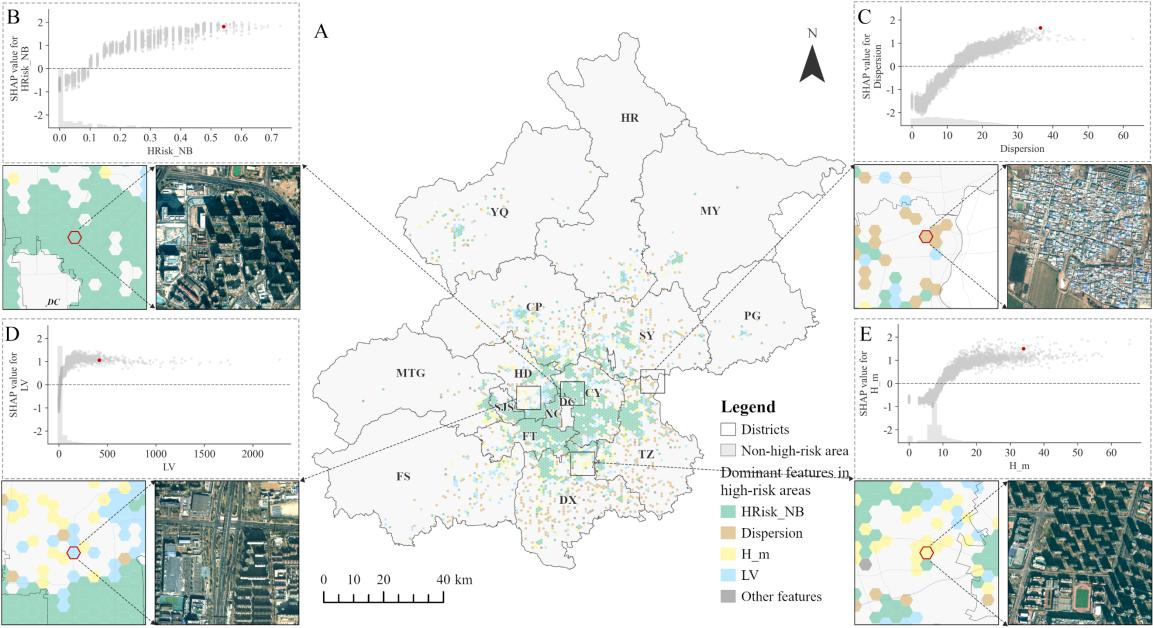 B
2
1
0
-1
-2
SHAP value for
HRisk_NB
0.0 0.1 0.2 0.3 0.4 0.5 0.6 0.7
HRisk_NB
DC
A
N
HR
YQ
MY
CP
SY
PG
MTG
HD
SJS
DC
CY
XC
FT
TZ
FS
DX
0 10 20 40 km
Legend
Districts
Non-high-risk area
Dominant features in
high-risk areas
HRisk_NB
Dispersion
H_m
LV
Other features
C
2
1
0
-1
-2
SHAP value for
Dispersion
0 10 20 30 40 50 60
Dispersion
D
2
1
0
-1
-2
SHAP value for
LV
0 500 1000 1500 2000
LV
E
2
1
0
-1
-2
SHAP value for
H_m
0 10 20 30 40 50 60
H_m